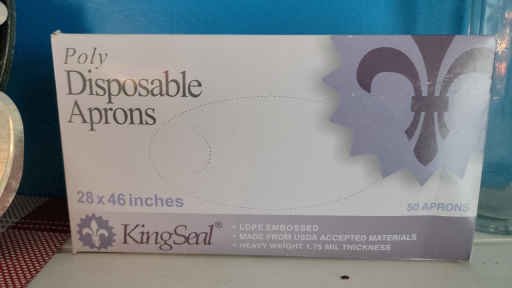 Poly
Disposable
Aprons
28 x 46 inches
50 APRONS
KingSeal®
• LDPE EMBOSSED
• MADE FROM USDA ACCEPTED MATERIALS
• HEAVY WEIGHT 1.75 MIL THICKNESS